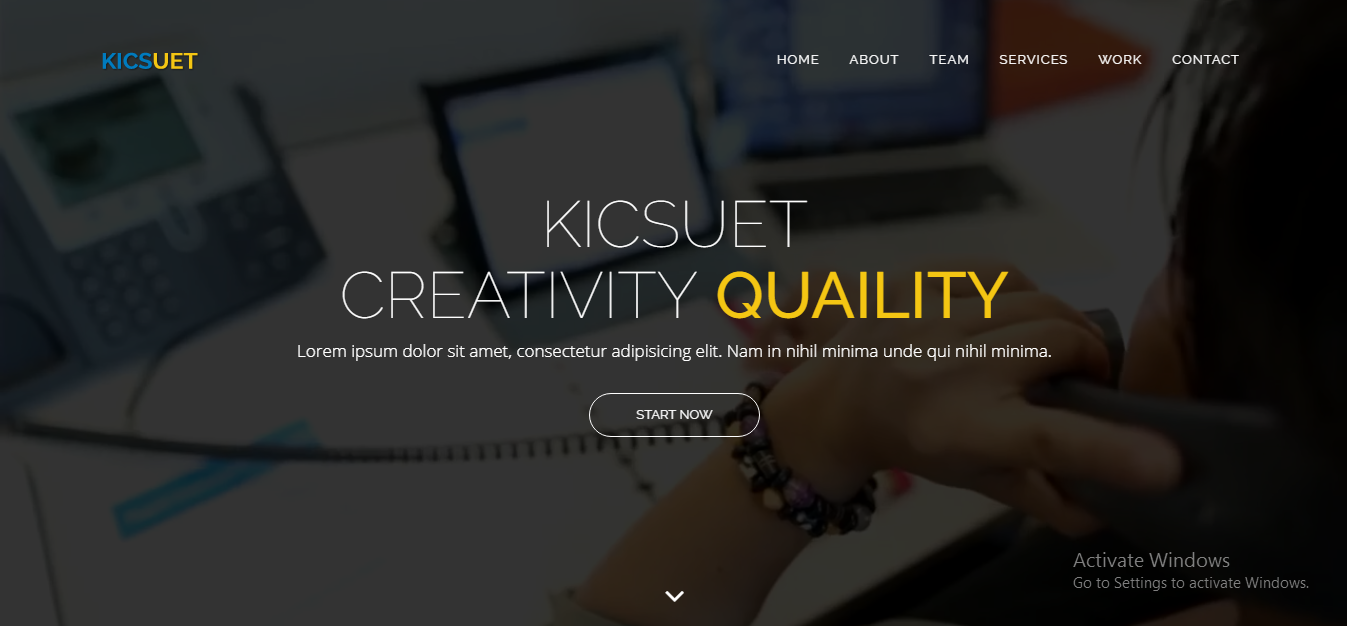 KICSUET
HOME ABOUT TEAM SERVICES WORK CONTACT
KICSUET
CREATIVITY QUAILITY
Lorem ipsum dolor sit amet, consectetur adipisicing elit. Nam in nihil minima unde qui nihil minima.
START NOW
Activate Windows
Go to Settings to activate Windows.